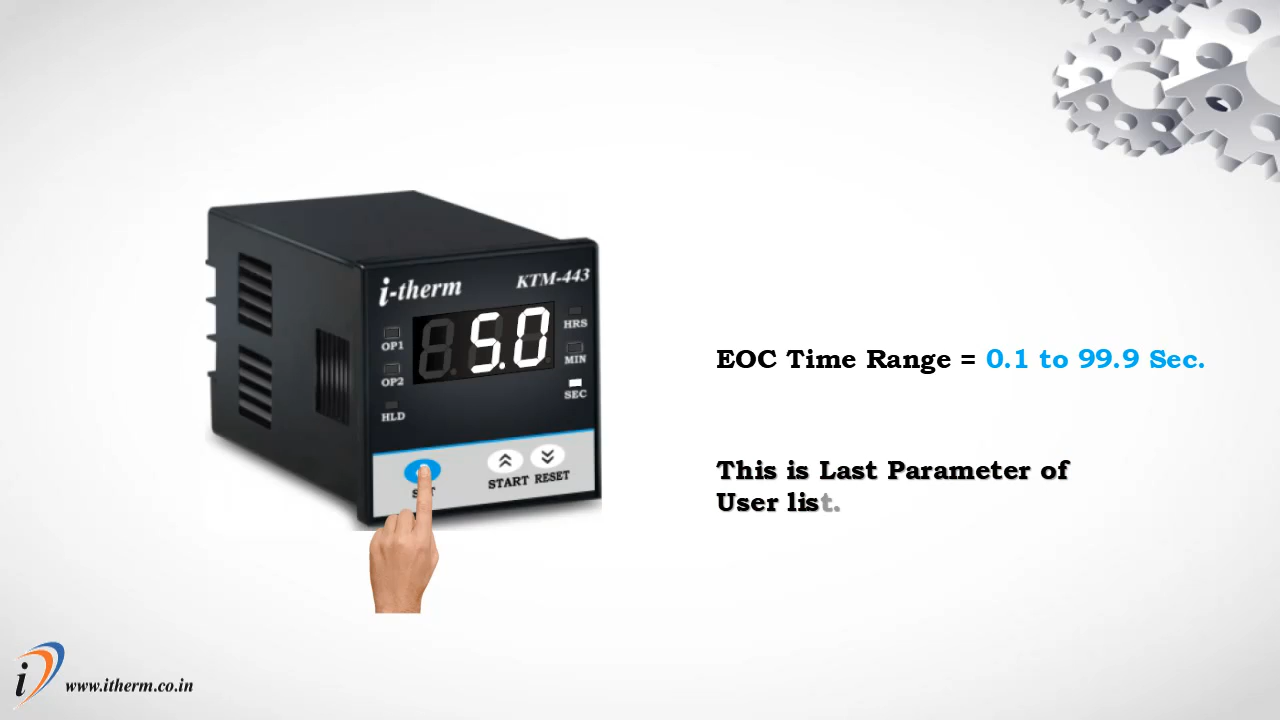 i-therm KTM-443
5.0
OP1
OP2
HLD
HRS
MIN
SEC
START RESET
EOC Time Range = 0.1 to 99.9 Sec.
This is Last Parameter of
User list.
i www.itherm.co.in